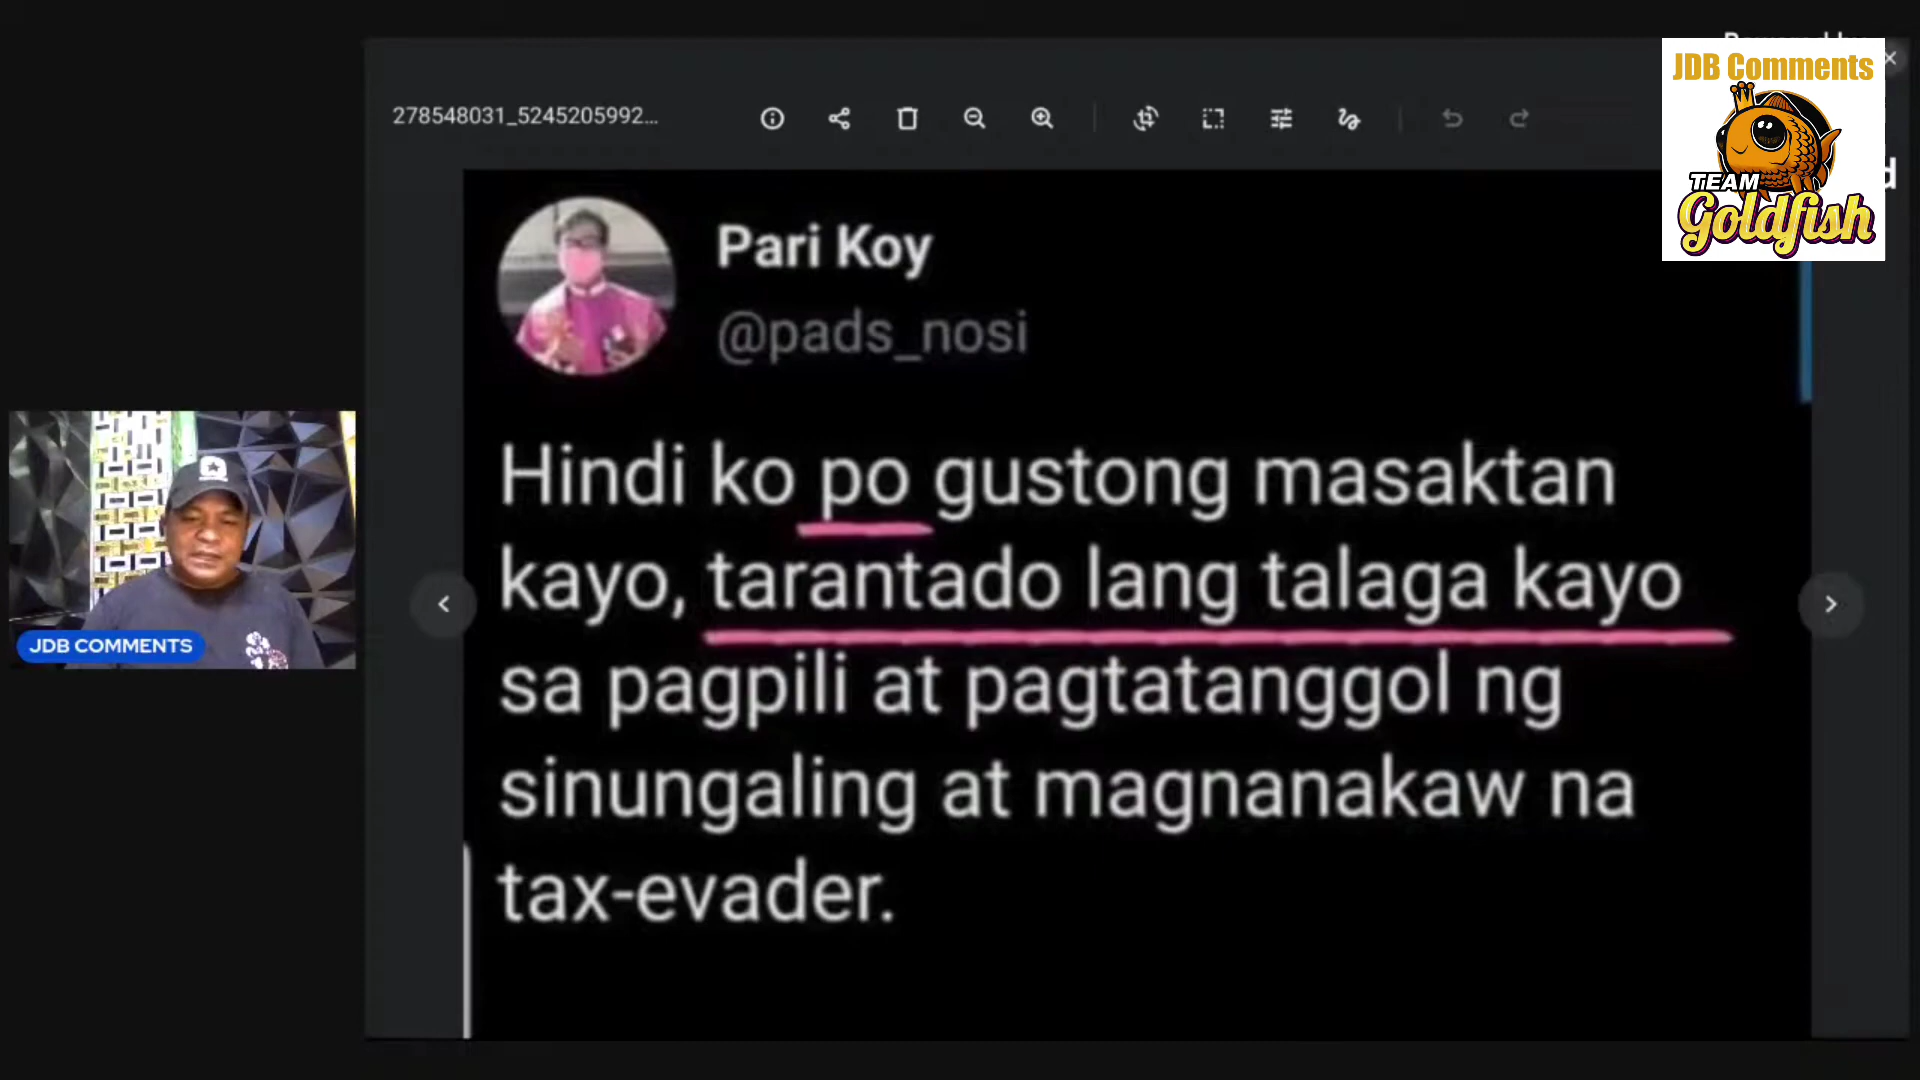 JDB Comments
278548031_5245205992...
TEAM
Goldfish
Pari Koy
@pads_nosi
Hindi ko po gustong masaktan
kayo, tarantado lang talaga kayo
sa pagpili at pagtatanggol ng
sinungaling at magnanakaw na
tax-evader.
JDB COMMENTS